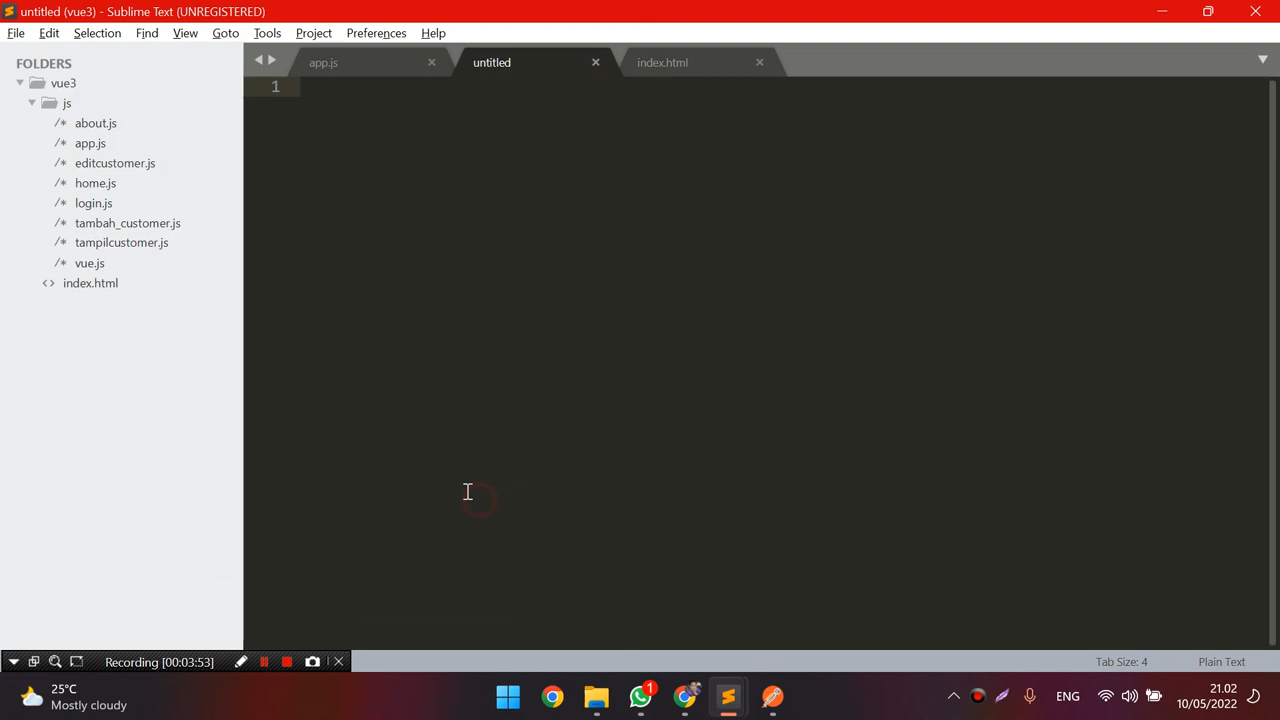 untitled (vue3) - Sublime Text (UNREGISTERED)
File Edit Selection Find View Goto Tools Project Preferences Help
FOLDERS
vue3
js
/* about.js
/* app.js
/* editcustomer.js
/* home.js
/* login.js
/* tambah_customer.js
/* tampilcustomer.js
/* vue.js
<> index.html
app.js
untitled
index.html
1
Recording [00:03:53]
Tab Size: 4
Plain Text
25°C
Mostly cloudy
1
ENG
21.02
10/05/2022